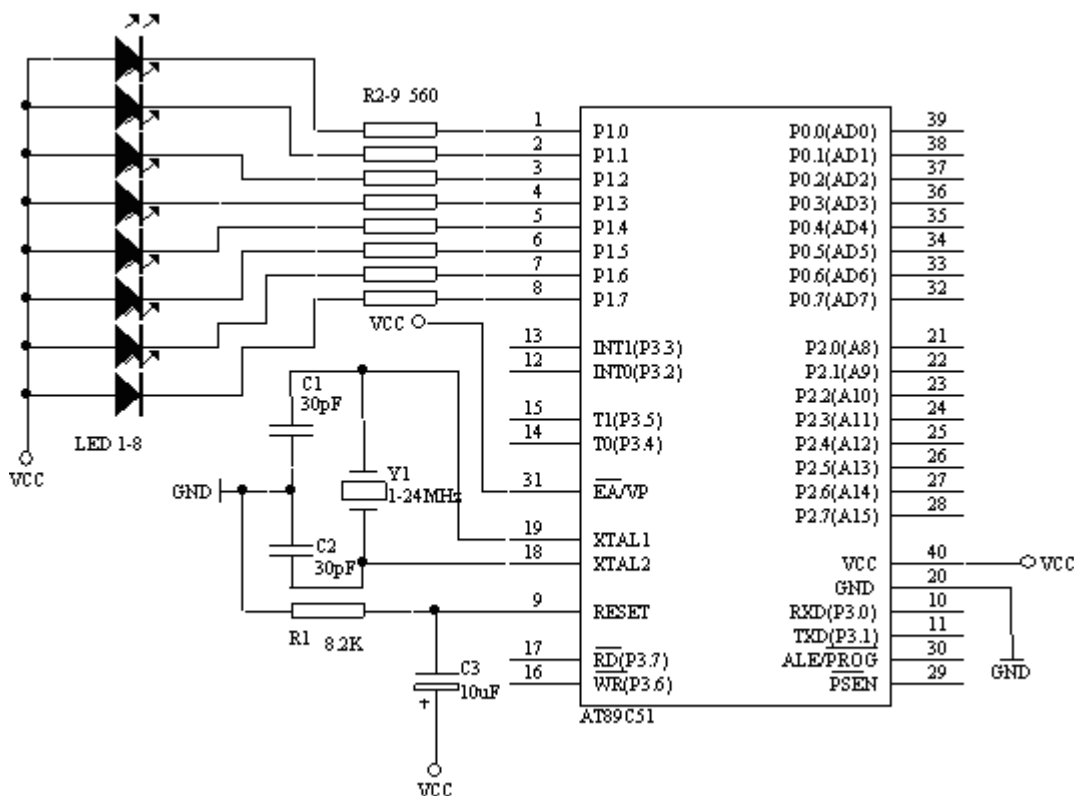 R2-9 560
1 P1.0 P0.0(AD0) 39
2 P1.1 P0.1(AD1) 38
3 P1.2 P0.2(AD2) 37
4 P1.3 P0.3(AD3) 36
5 P1.4 P0.4(AD4) 35
6 P1.5 P0.5(AD5) 34
7 P1.6 P0.6(AD6) 33
8 P1.7 P0.7(AD7) 32
VCC
13 INT1(P3.3) P2.0(A8) 21
12 INT0(P3.2) P2.1(A9) 22
P2.2(A10) 23
15 T1(P3.5) P2.3(A11) 24
14 T0(P3.4) P2.4(A12) 25
P2.5(A13) 26
31 EA/VP P2.6(A14) 27
P2.7(A15) 28
19 XTAL1
18 XTAL2 VCC 40 VCC
GND 20
9 RESET RXD(P3.0) 10
TXD(P3.1) 11
17 RD(P3.7) ALE/PROG 30
16 WR(P3.6) PSEN 29
GND
AT89C51
C1
30pF
LED 1-8
VCC
GND
Y1
1-24MHz
C2
30pF
R1 8.2K
C3
10uF
+
VCC